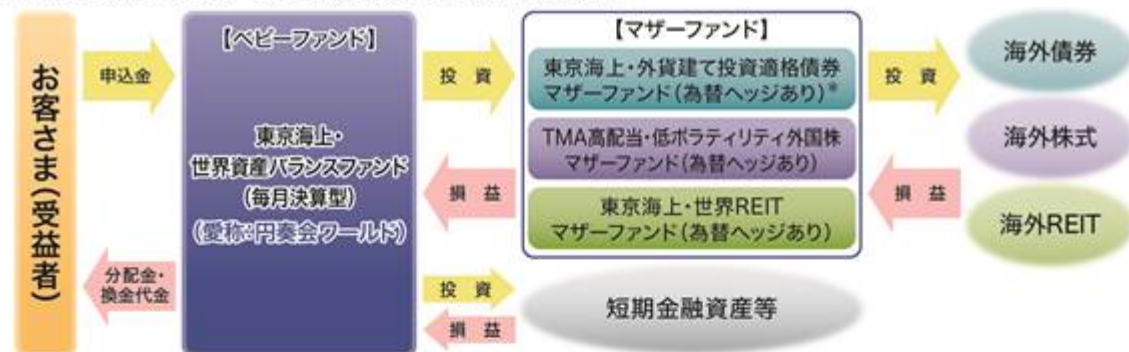 お客さま(受益者)
申込金
分配金・
換金代金
【ベビーファンド】
東京海上・
世界資産バランスファンド
(毎月決算型)
(愛称:円奏会ワールド)
投 資
損 益
投 資
損 益
【マザーファンド】
東京海上・外貨建て投資適格債券
マザーファンド(為替ヘッジあり)*
TMA高配当・低ボラティリティ外国株
マザーファンド(為替ヘッジあり)
東京海上・世界REIT
マザーファンド(為替ヘッジあり)
短期金融資産等
投 資
損 益
海外債券
海外株式
海外REIT